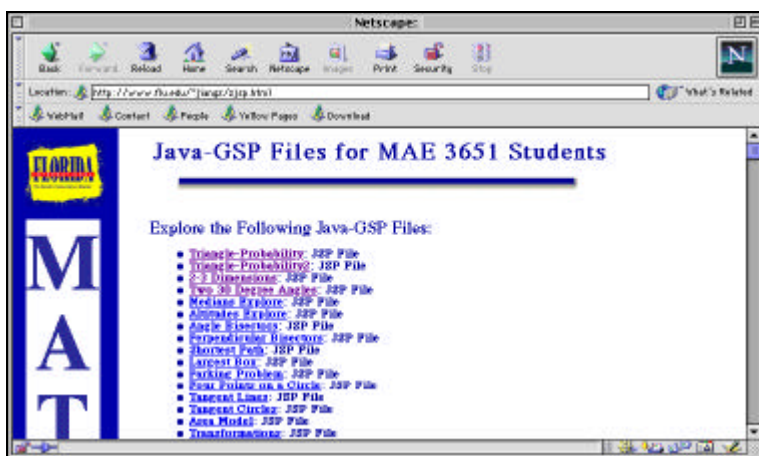 Netscape:
Back Forward Reload Home Search Netscape Images Print Security Stop
N
Location: What's Related
WebMail Contact People Yellow Pages Download
FLORIDA
Java-GSP Files for MAE 3651 Students
Explore the Following Java-GSP Files:
Triangle-Probability: JSP File
Triangle-Probability2: JSP File
2-3 Dimensions: JSP File
Two 30 Degree Angles: JSP File
Medians Explore: JSP File
Altitudes Explore: JSP File
Angle Bisectors: JSP File
Perpendicular Bisectors: JSP File
Shortest Path: JSP File
Largest Box: JSP File
Parking Problem: JSP File
Four Points on a Circle: JSP File
Tangent Lines: JSP File
Tangent Circles: JSP File
Area Model: JSP File
Transformations: JSP File
M
A
T